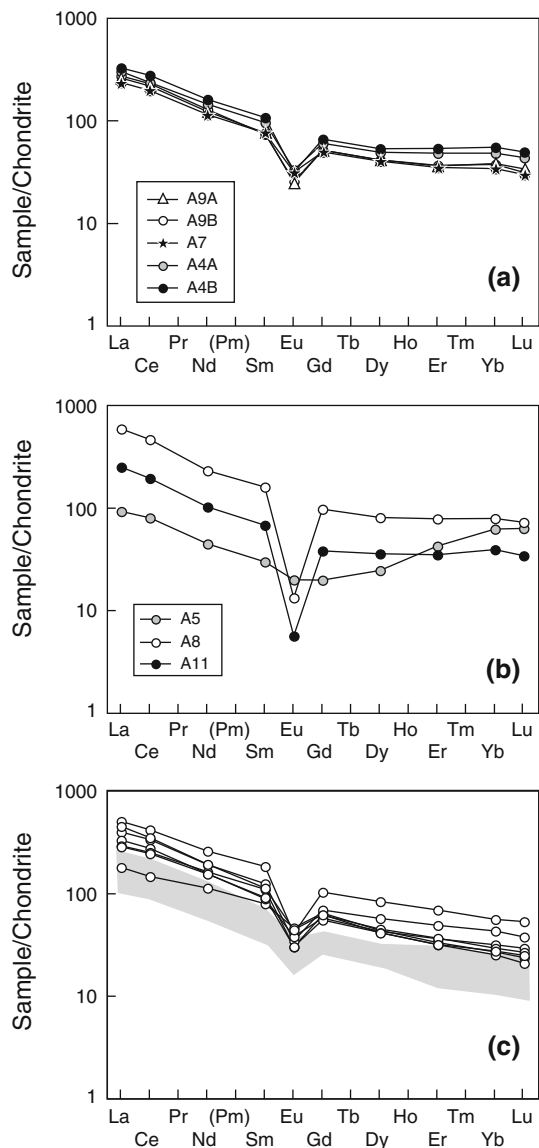 1000
100
10
1
Sample/Chondrite
A9A
A9B
A7
A4A
A4B
(a)
La Pr (Pm) Eu Tb Ho Tm Lu
Ce Nd Sm Gd Dy Er Yb
1000
100
10
1
Sample/Chondrite
A5
A8
A11
(b)
La Pr (Pm) Eu Tb Ho Tm Lu
Ce Nd Sm Gd Dy Er Yb
1000
100
10
1
Sample/Chondrite
(c)
La Pr (Pm) Eu Tb Ho Tm Lu
Ce Nd Sm Gd Dy Er Yb